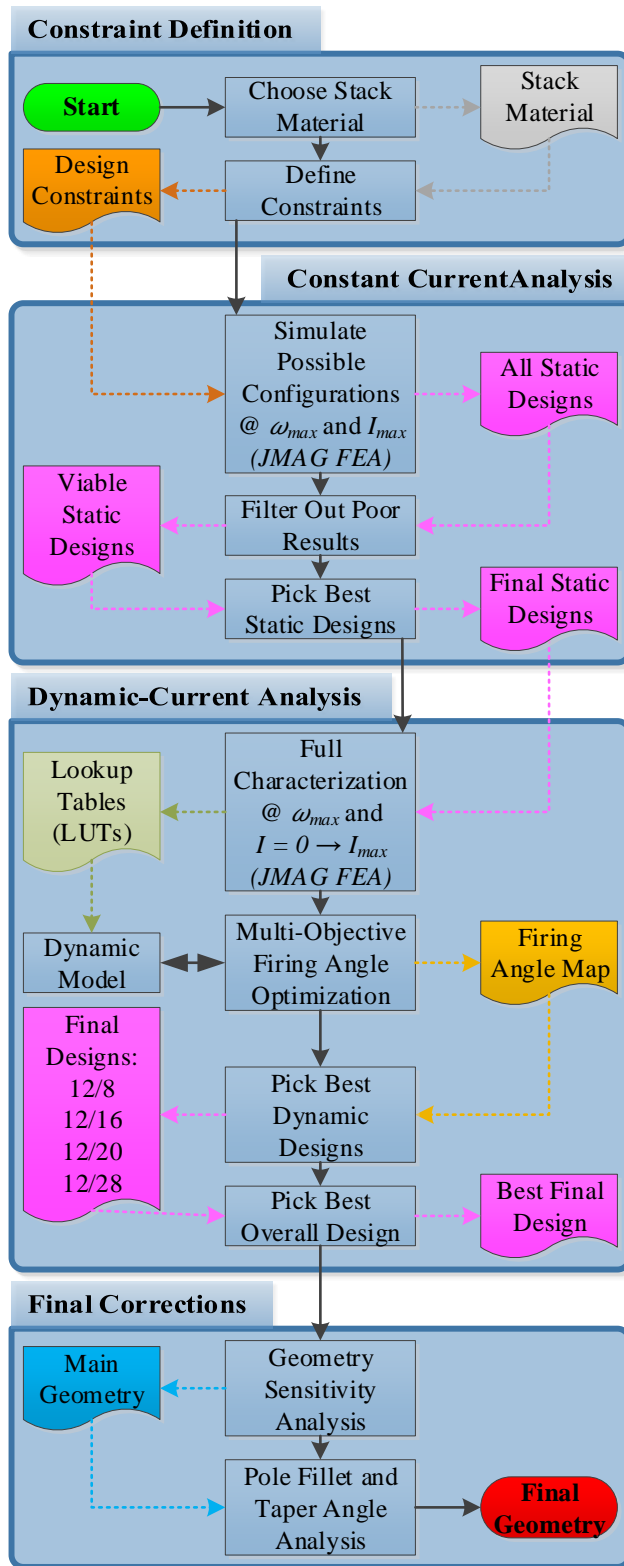 Constraint Definition
Start
Choose Stack
Material
Stack
Material
Design
Constraints
Define
Constraints
Constant CurrentAnalysis
Simulate
Possible
Configurations
@ ωmax and Imax
(JMAG FEA)
All Static
Designs
Viable
Static
Designs
Filter Out Poor
Results
Pick Best
Static Designs
Final Static
Designs
Dynamic-Current Analysis
Lookup
Tables
(LUTs)
Full
Characterization
@ ωmax and
I = 0 → Imax
(JMAG FEA)
Dynamic
Model
Multi-Objective
Firing Angle
Optimization
Firing
Angle Map
Final
Designs:
12/8
12/16
12/20
12/28
Pick Best
Dynamic
Designs
Pick Best
Overall Design
Best Final
Design
Final Corrections
Main
Geometry
Geometry
Sensitivity
Analysis
Pole Fillet and
Taper Angle
Analysis
Final
Geometry